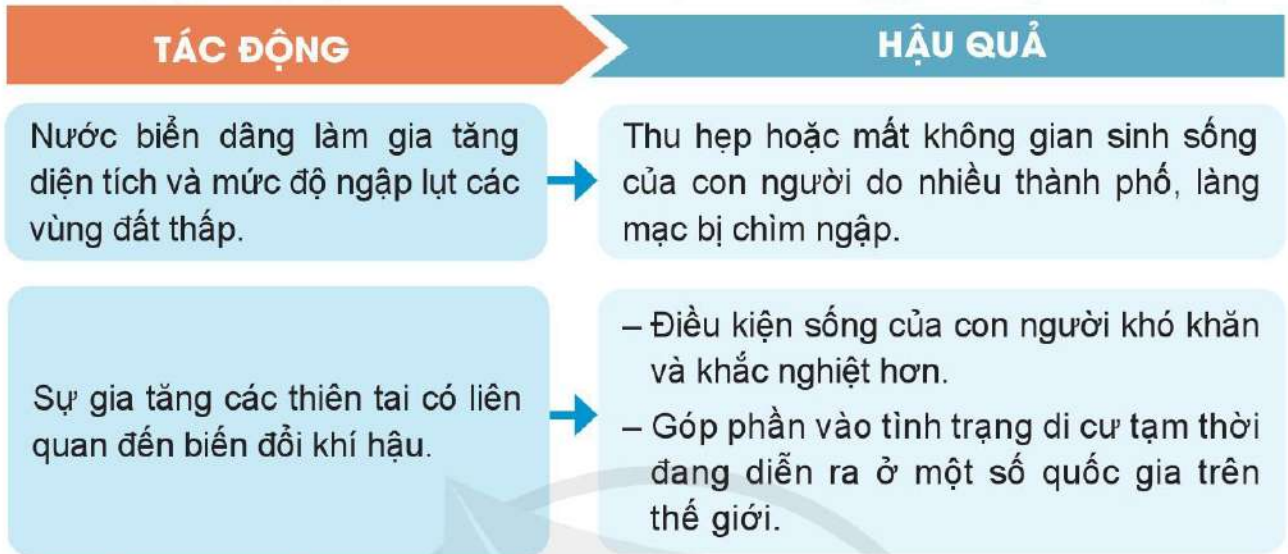 TÁC ĐỘNG
HẬU QUẢ
Nước biển dâng làm gia tăng
diện tích và mức độ ngập lụt các
vùng đất thấp.
Thu hẹp hoặc mất không gian sinh sống
của con người do nhiều thành phố, làng
mạc bị chìm ngập.
Sự gia tăng các thiên tai có liên
quan đến biến đổi khí hậu.
– Điều kiện sống của con người khó khăn
và khắc nghiệt hơn.
– Góp phần vào tình trạng di cư tạm thời
đang diễn ra ở một số quốc gia trên
thế giới.